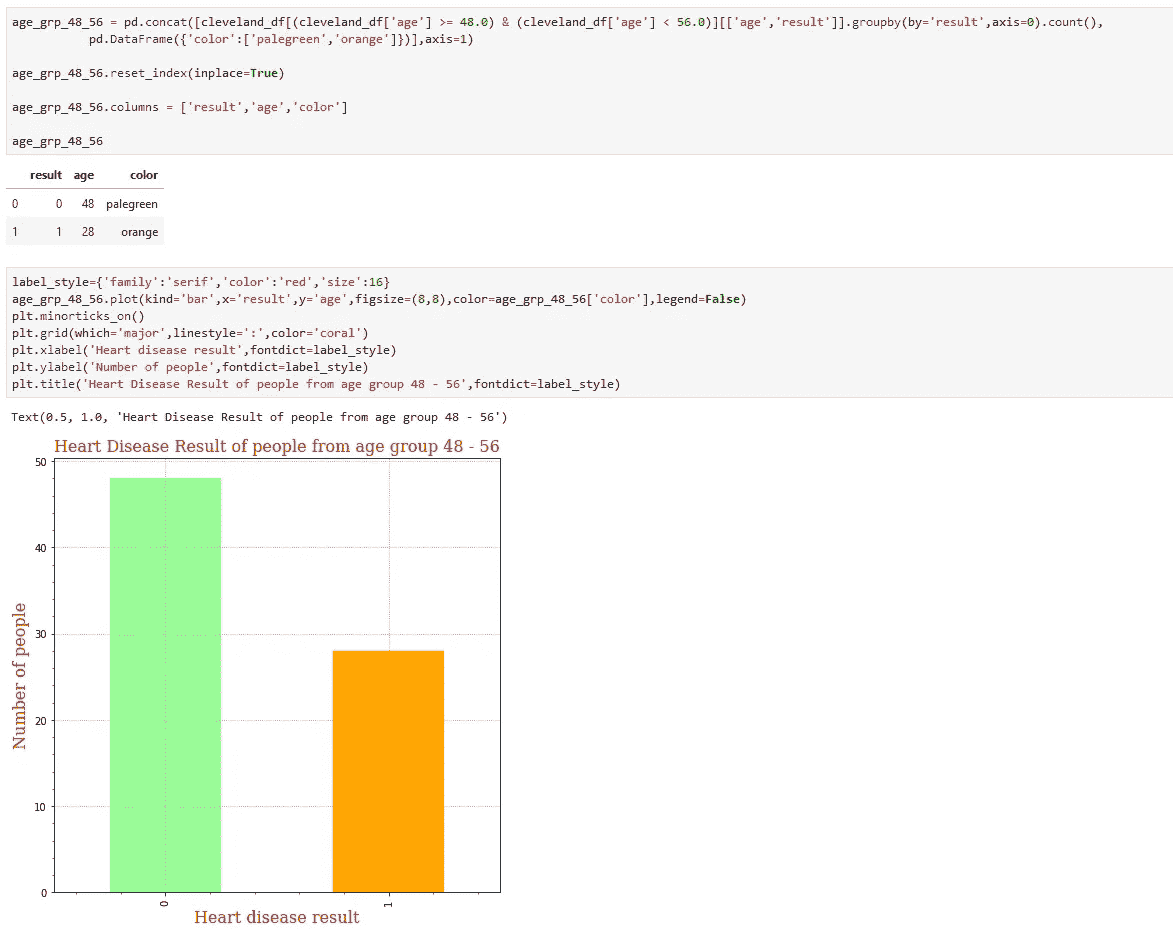 age_grp_48_56 = pd.concat([cleveland_df[(cleveland_df['age'] >= 48.0) & (cleveland_df['age'] < 56.0)][['age','result']].groupby(by='result',axis=0).count(),
pd.DataFrame({'color':['palegreen','orange']})],axis=1)
age_grp_48_56.reset_index(inplace=True)
age_grp_48_56.columns = ['result','age','color']
age_grp_48_56
result age color
0 0 48 palegreen
1 1 28 orange
label_style={'family':'serif','color':'red','size':16}
age_grp_48_56.plot(kind='bar',x='result',y='age',figsize=(8,8),color=age_grp_48_56['color'],legend=False)
plt.minorticks_on()
plt.grid(which='major',linestyle=':',color='coral')
plt.xlabel('Heart disease result',fontdict=label_style)
plt.ylabel('Number of people',fontdict=label_style)
plt.title('Heart Disease Result of people from age group 48 - 56',fontdict=label_style)
Text(0.5, 1.0, 'Heart Disease Result of people from age group 48 - 56')
Heart Disease Result of people from age group 48 - 56
50
40
30
20
10
0
Number of people
0 1
Heart disease result